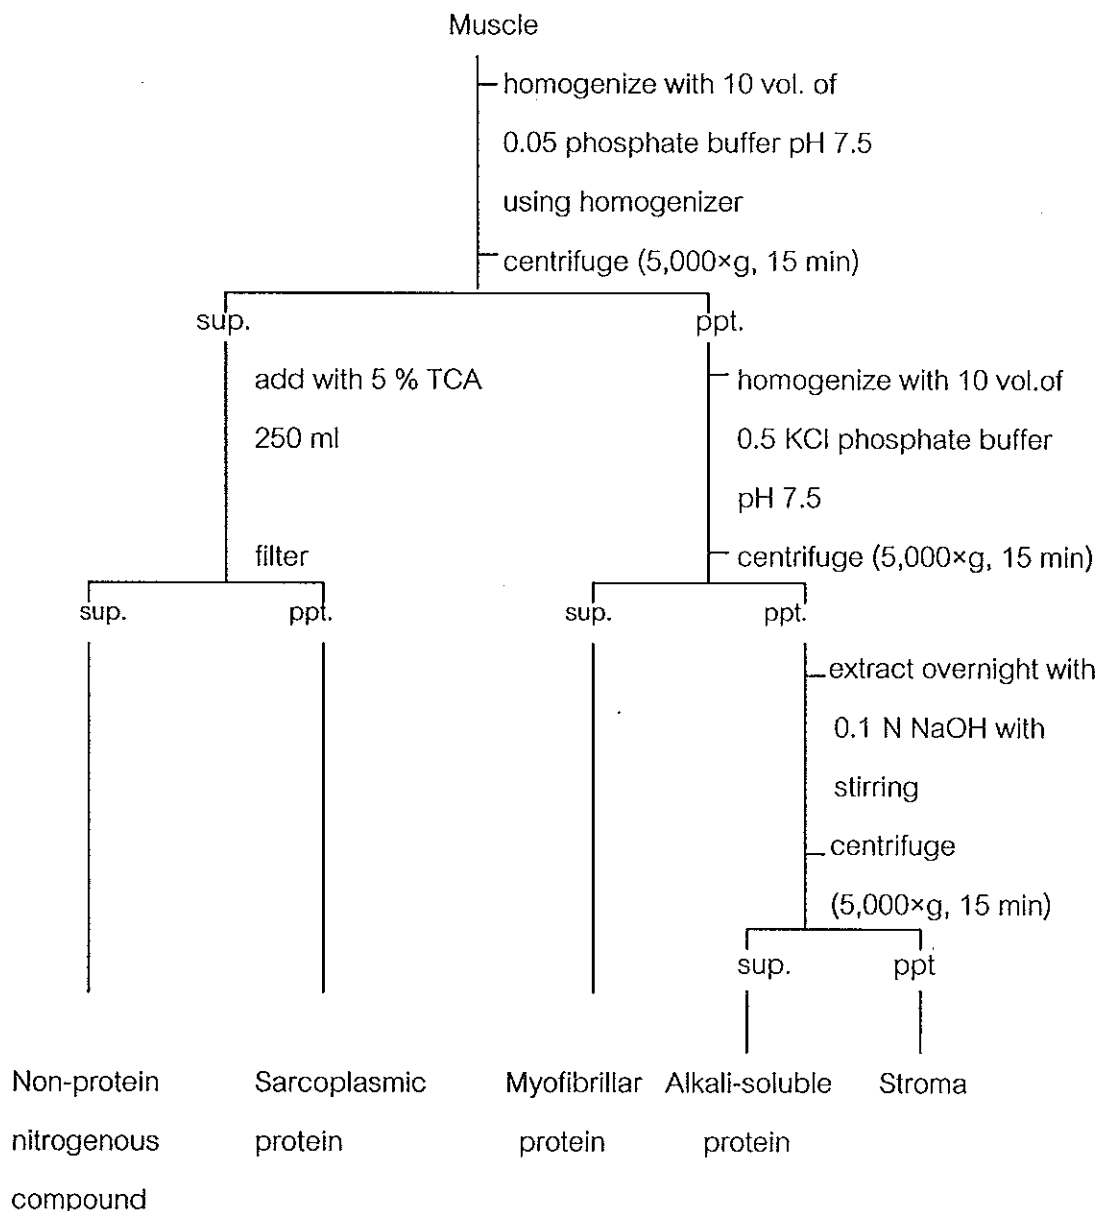 Muscle
homogenize with 10 vol. of
0.05 phosphate buffer pH 7.5
using homogenizer
centrifuge (5,000×g, 15 min)
sup.
ppt.
add with 5 % TCA
250 ml
filter
homogenize with 10 vol.of
0.5 KCl phosphate buffer
pH 7.5
centrifuge (5,000×g, 15 min)
sup.
ppt.
sup.
ppt.
extract overnight with
0.1 N NaOH with
stirring
centrifuge
(5,000×g, 15 min)
sup.
ppt
Non-protein
nitrogenous
compound
Sarcoplasmic
protein
Myofibrillar
protein
Alkali-soluble
protein
Stroma